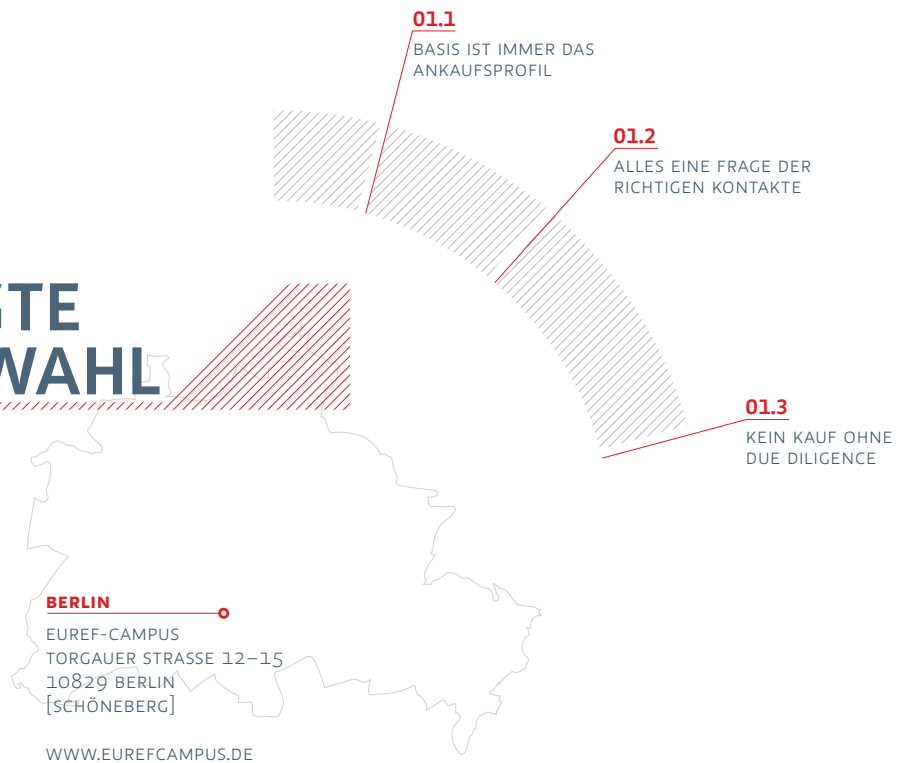 01.1
BASIS IST IMMER DAS
ANKAUFSPROFIL
01.2
ALLES EINE FRAGE DER
RICHTIGEN KONTAKTE
GTE
WAHL
01.3
KEIN KAUF OHNE
DUE DILIGENCE
BERLIN
EUREF-CAMPUS
TORGAUER STRASSE 12–15
10829 BERLIN
[SCHÖNEBERG]
WWW.EUREFCAMPUS.DE